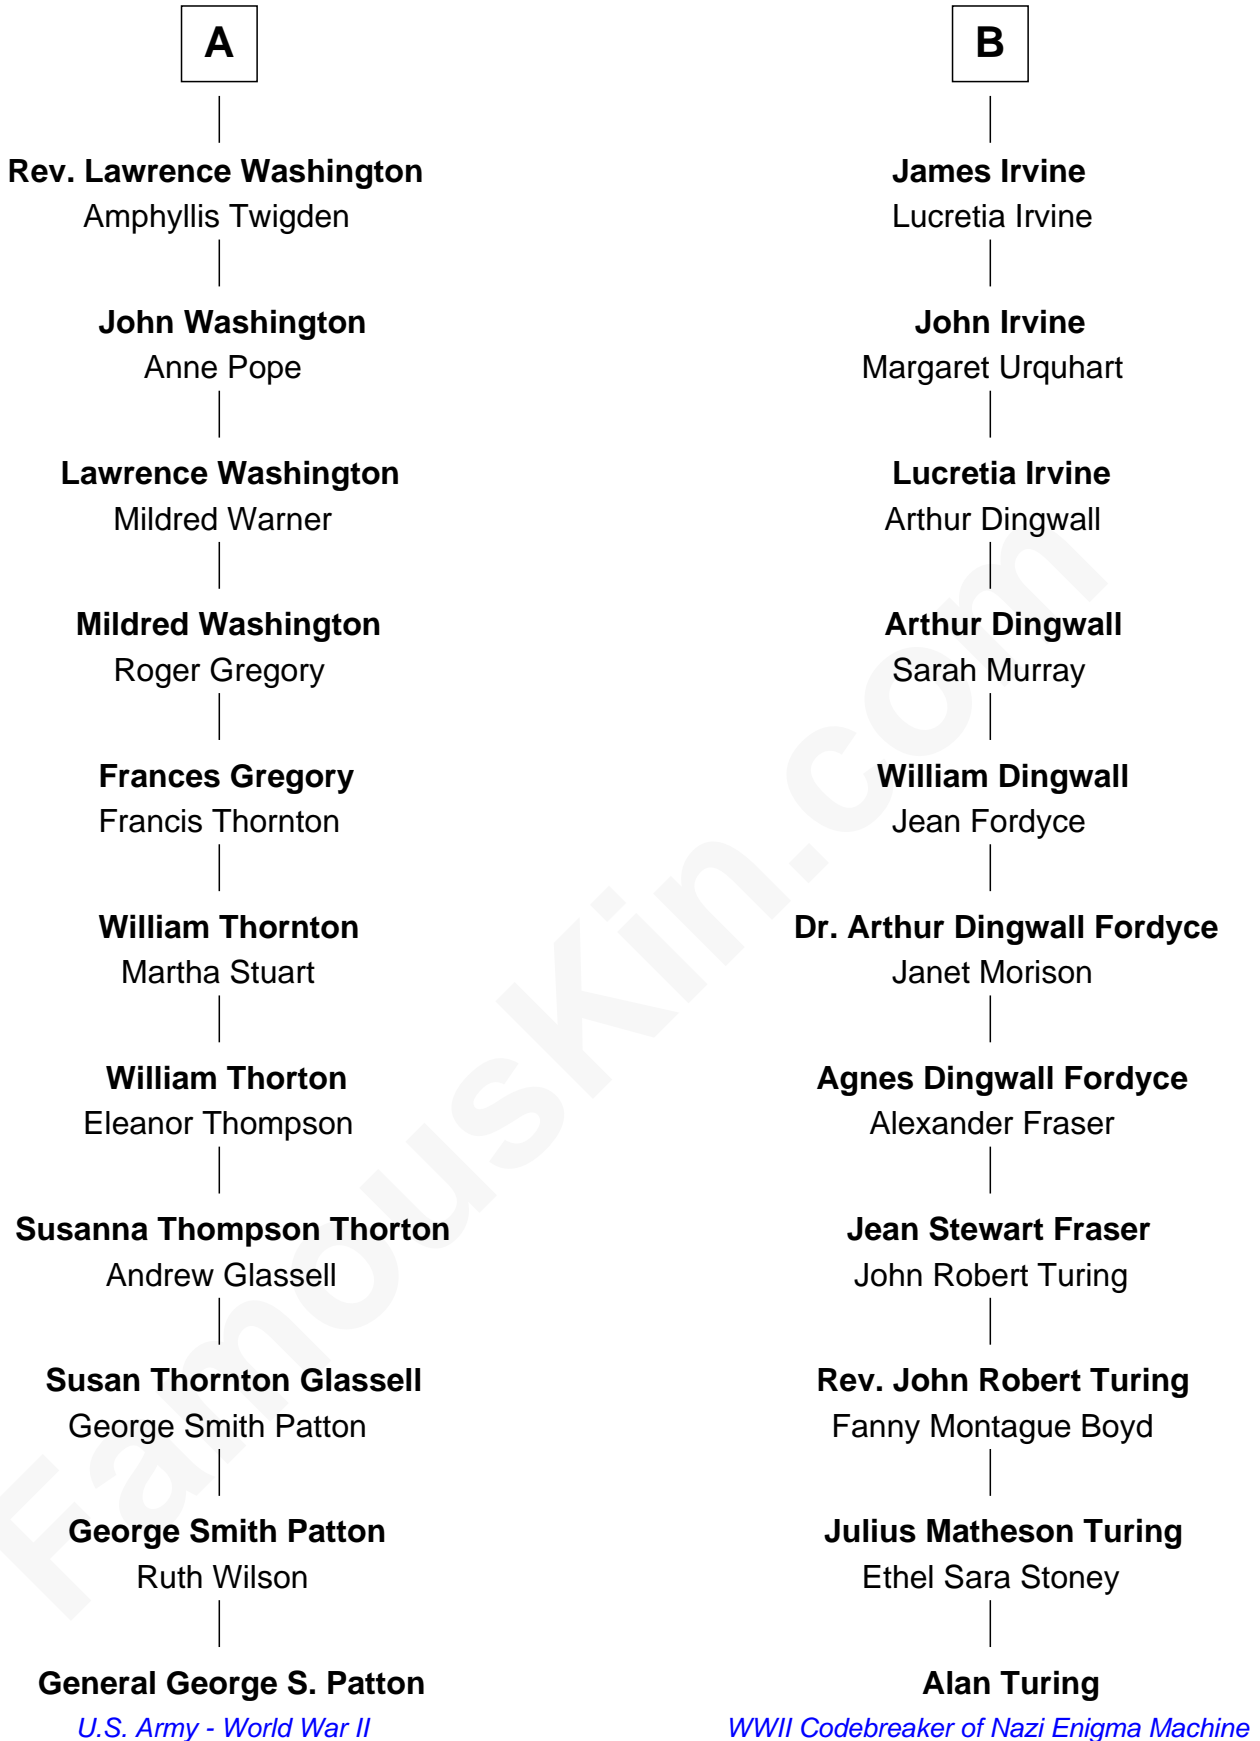 A
Rev. Lawrence Washington
Amphyllis Twigden
John Washington
Anne Pope
Lawrence Washington
Mildred Warner
Mildred Washington
Roger Gregory
Frances Gregory
Francis Thornton
William Thornton
Martha Stuart
William Thorton
Eleanor Thompson
Susanna Thompson Thorton
Andrew Glassell
Susan Thornton Glassell
George Smith Patton
George Smith Patton
Ruth Wilson
General George S. Patton
U.S. Army - World War II
B
James Irvine
Lucretia Irvine
John Irvine
Margaret Urquhart
Lucretia Irvine
Arthur Dingwall
Arthur Dingwall
Sarah Murray
William Dingwall
Jean Fordyce
Dr. Arthur Dingwall Fordyce
Janet Morison
Agnes Dingwall Fordyce
Alexander Fraser
Jean Stewart Fraser
John Robert Turing
Rev. John Robert Turing
Fanny Montague Boyd
Julius Matheson Turing
Ethel Sara Stoney
Alan Turing
WWII Codebreaker of Nazi Enigma Machine
FamousKin.com